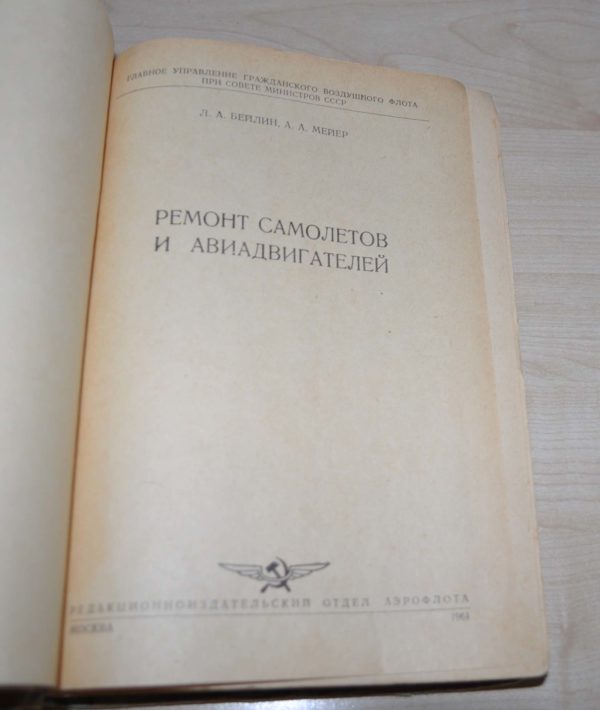 ГЛАВНОЕ УПРАВЛЕНИЕ ГРАЖДАНСКОГО ВОЗДУШНОГО ФЛОТА
ПРИ СОВЕТЕ МИНИСТРОВ СССР
Л. А. БЕЙЛИН, А. А. МЕЙЕР
РЕМОНТ САМОЛЕТОВ
И АВИАДВИГАТЕЛЕЙ
РЕДАКЦИОННОИЗДАТЕЛЬСКИЙ ОТДЕЛ АЭРОФЛОТА
МОСКВА